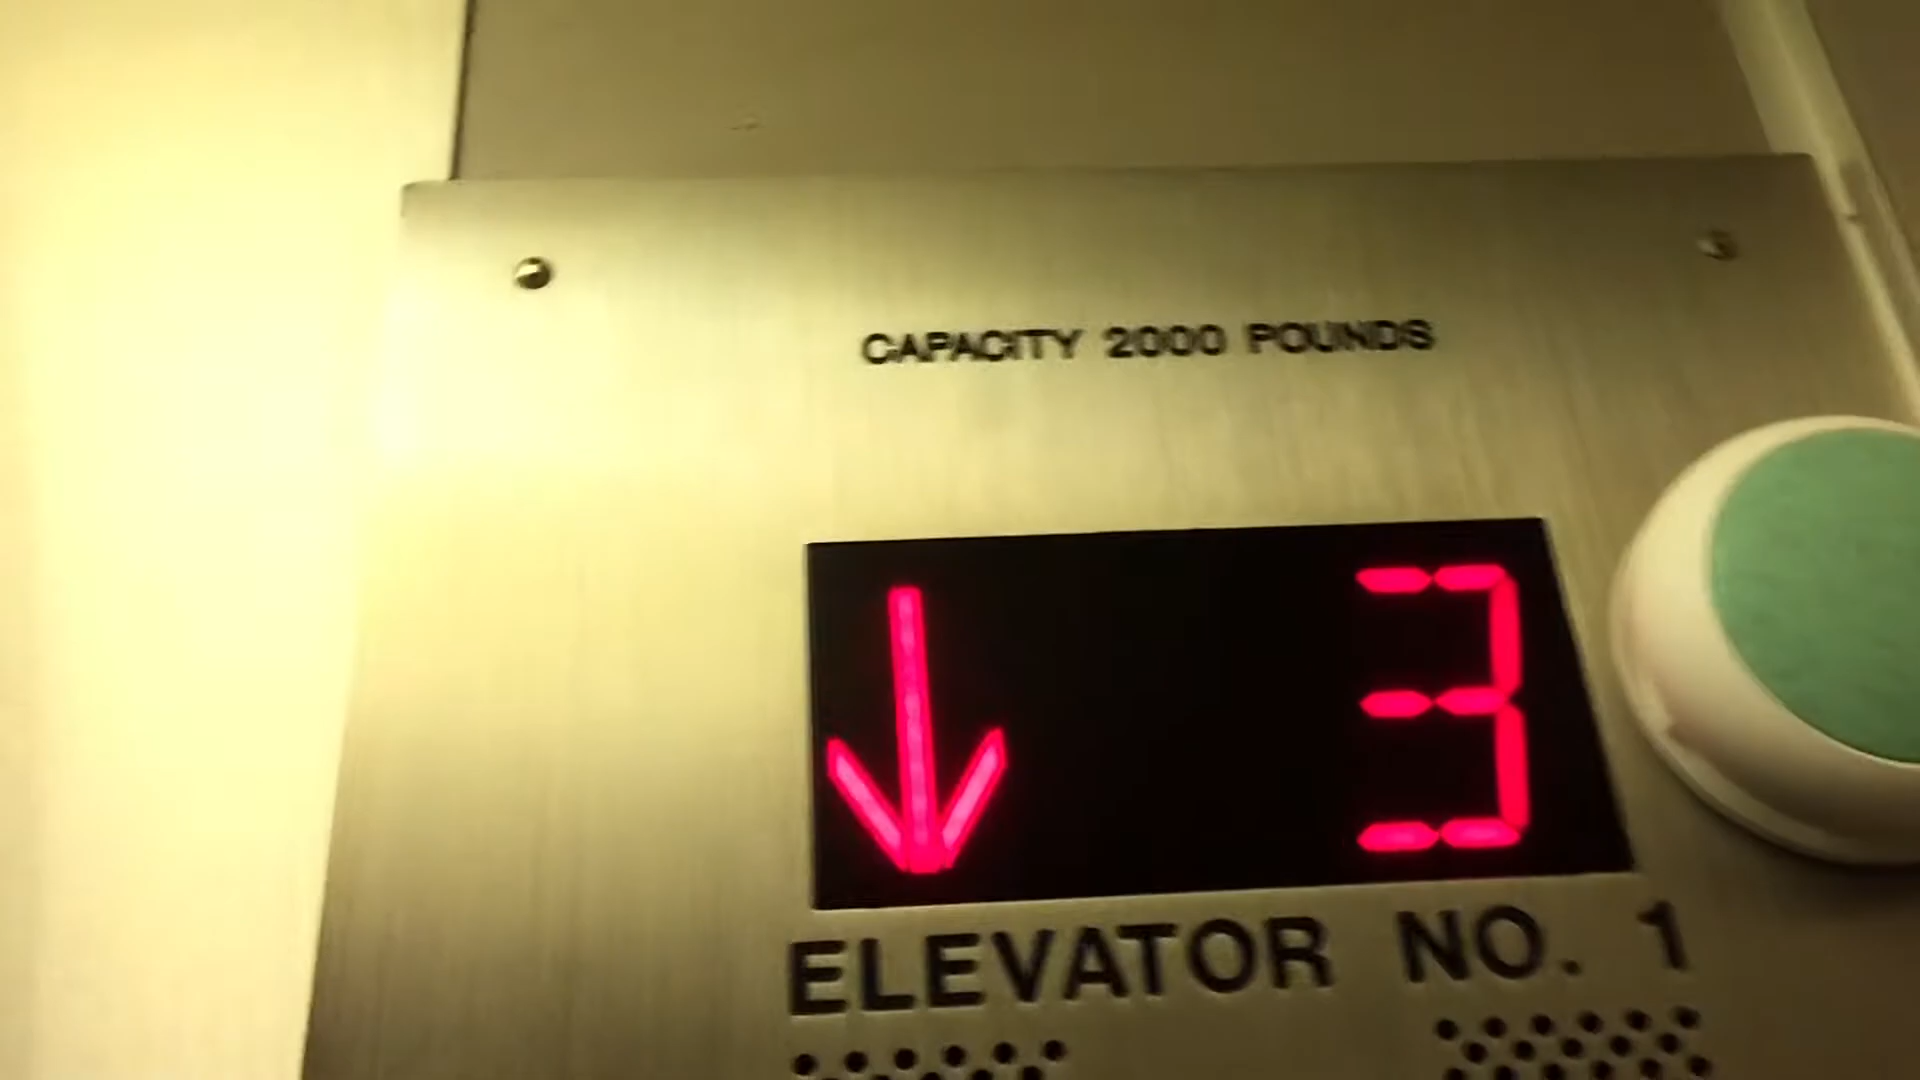 CAPACITY 2000 POUNDS
↓ 3
ELEVATOR NO. 1